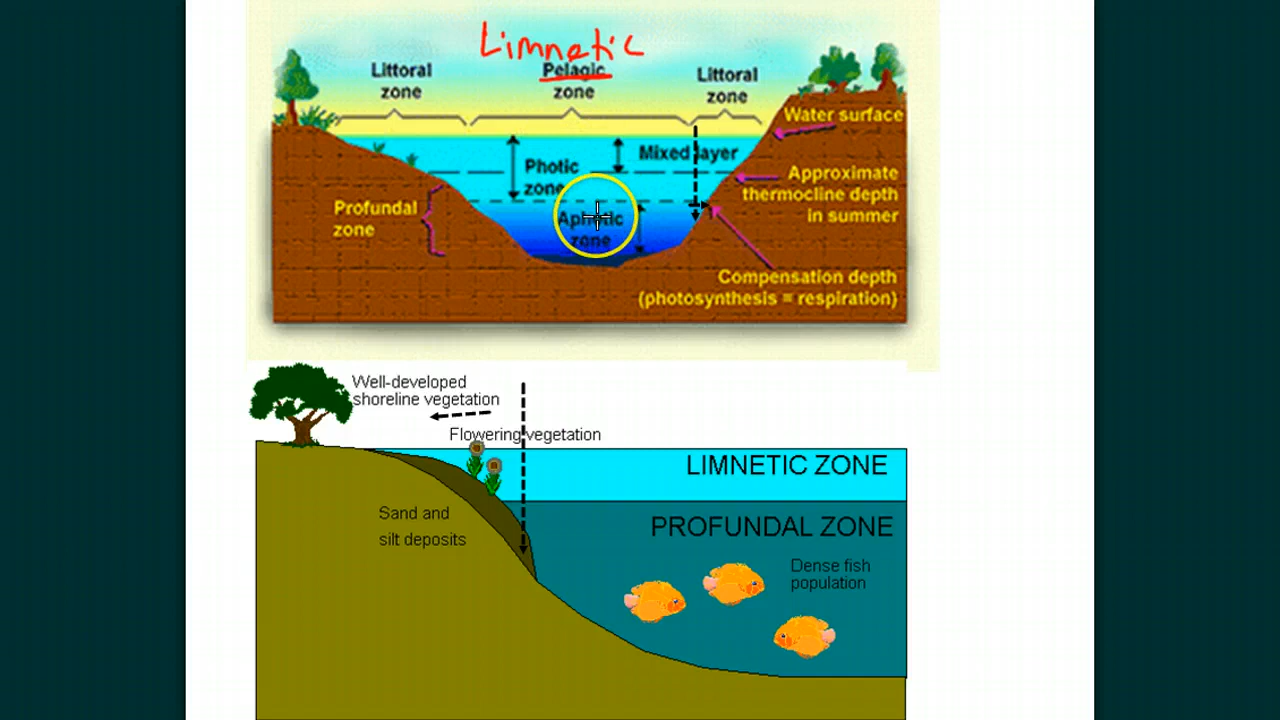 Limnetic
Littoral
zone
Pelagic
zone
Littoral
zone
Water surface
Mixed layer
Photic
zone
Approximate
thermocline depth
in summer
Profundal
zone
Aphotic
zone
Compensation depth
(photosynthesis = respiration)
Well-developed
shoreline vegetation
Flowering vegetation
LIMNETIC ZONE
Sand and
silt deposits
PROFUNDAL ZONE
Dense fish
population